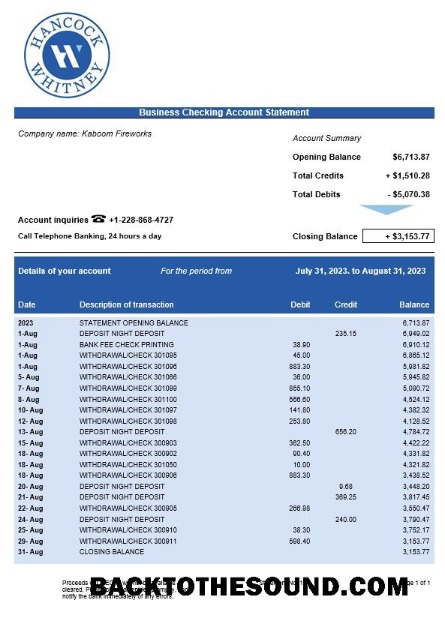 HANCOCK
WHITNEY
Business Checking Account Statement
Company name: Kaboom Fireworks
Account Summary
Opening Balance $6,713.87
Total Credits + $1,510.28
Total Debits - $5,070.38
Account inquiries ☎ +1-228-868-4727
Call Telephone Banking, 24 hours a day
Closing Balance + $3,153.77
Details of your account For the period from July 31, 2023. to August 31, 2023
Date Description of transaction Debit Credit Balance
2023 STATEMENT OPENING BALANCE 6,713.87
1-Aug DEPOSIT NIGHT DEPOSIT 235.15 6,949.02
1-Aug BANK FEE CHECK PRINTING 38.90 6,910.12
1-Aug WITHDRAWAL/CHECK 301095 45.00 6,865.12
1-Aug WITHDRAWAL/CHECK 301096 883.30 5,981.82
5- Aug WITHDRAWAL/CHECK 301086 36.00 5,945.82
7- Aug WITHDRAWAL/CHECK 301099 855.10 5,090.72
8- Aug WITHDRAWAL/CHECK 301100 566.60 4,524.12
10- Aug WITHDRAWAL/CHECK 301097 141.80 4,382.32
12- Aug WITHDRAWAL/CHECK 301098 253.80 4,128.52
13- Aug DEPOSIT NIGHT DEPOSIT 656.20 4,784.72
15- Aug WITHDRAWAL/CHECK 300903 362.50 4,422.22
18- Aug WITHDRAWAL/CHECK 300902 90.40 4,331.82
18- Aug WITHDRAWAL/CHECK 301050 10.00 4,321.82
18- Aug WITHDRAWAL/CHECK 300906 883.30 3,438.52
20- Aug DEPOSIT NIGHT DEPOSIT 9.68 3,448.20
21- Aug DEPOSIT NIGHT DEPOSIT 369.25 3,817.45
22- Aug WITHDRAWAL/CHECK 300905 266.98 3,550.47
24- Aug DEPOSIT NIGHT DEPOSIT 240.00 3,790.47
25- Aug WITHDRAWAL/CHECK 300910 38.30 3,752.17
29- Aug WITHDRAWAL/CHECK 300911 598.40 3,153.77
31- Aug CLOSING BALANCE 3,153.77
Proceeds
cleared.
notify the bank immediately of any errors.
BACKTOTHESOUND.COM
1 of 1